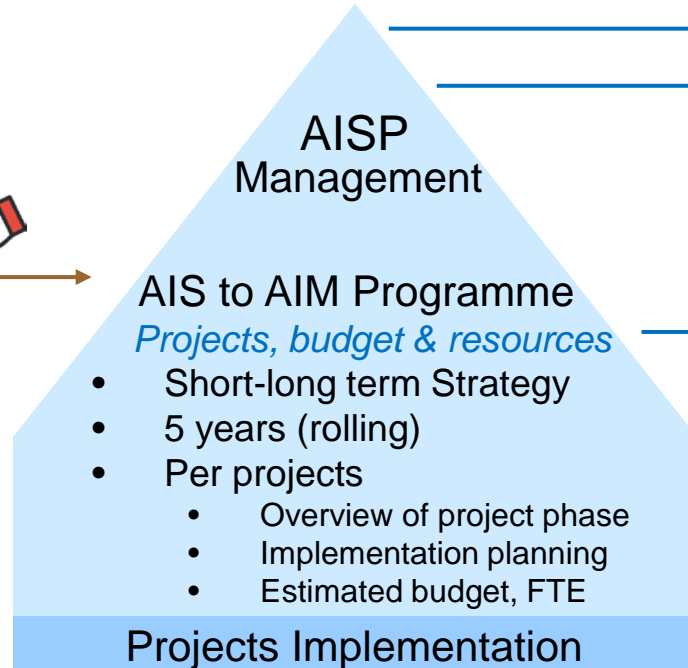 AISP
Management
AIS to AIM Programme
Projects, budget & resources
• Short-long term Strategy
• 5 years (rolling)
• Per projects
• Overview of project phase
• Implementation planning
• Estimated budget, FTE
Projects Implementation